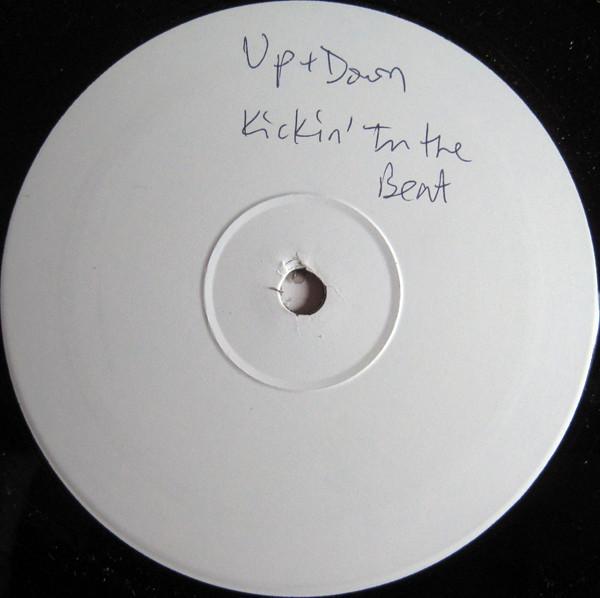 Up + Down
Kickin' In the
Beat